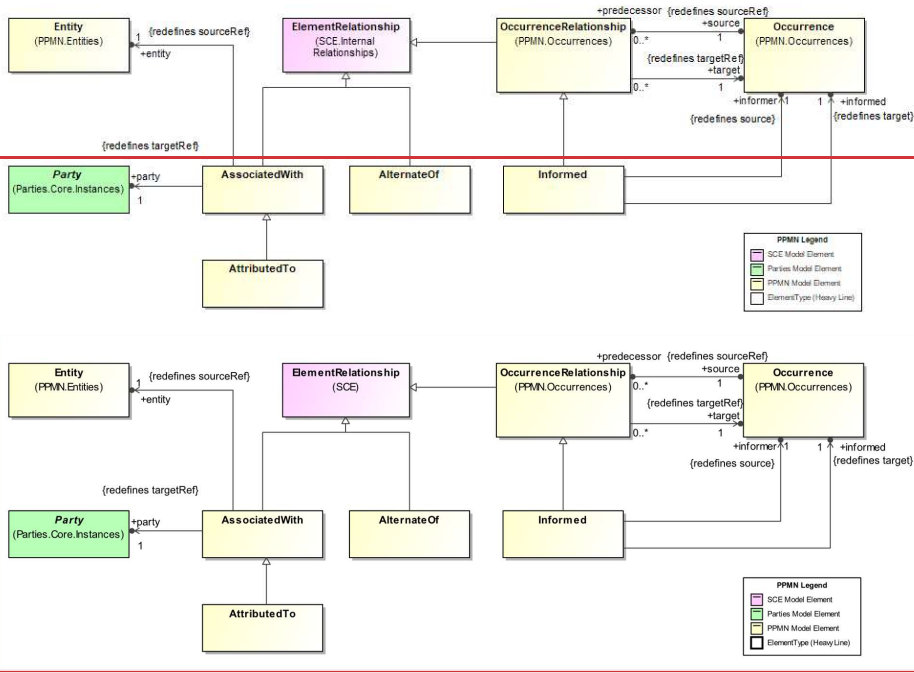 +predecessor {redefines sourceRef}
Entity
(PPMN.Entities)
1 {redefines sourceRef}
+entity
ElementRelationship
(SCE.Internal
Relationships)
OccurrenceRelationship
(PPMN.Occurrences)
+source
0..* 1
{redefines targetRef}
+target
0..* 1
Occurrence
(PPMN.Occurrences)
+informer 1 1 +informed
{redefines source} {redefines target}
{redefines targetRef}
Party
(Parties.Core.Instances)
+party
1
AssociatedWith
AlternateOf
Informed
AttributedTo
PPMN Legend
SCE Model Element
Parties Model Element
PPMN Model Element
ElementType (Heavy Line)
+predecessor {redefines sourceRef}
Entity
(PPMN.Entities)
1 {redefines sourceRef}
+entity
ElementRelationship
(SCE)
OccurrenceRelationship
(PPMN.Occurrences)
+source
0..* 1
{redefines targetRef}
+target
0..* 1
Occurrence
(PPMN.Occurrences)
+informer 1 1 +informed
{redefines source} {redefines target}
{redefines targetRef}
Party
(Parties.Core.Instances)
+party
1
AssociatedWith
AlternateOf
Informed
AttributedTo
PPMN Legend
SCE Model Element
Parties Model Element
PPMN Model Element
ElementType (Heavy Line)